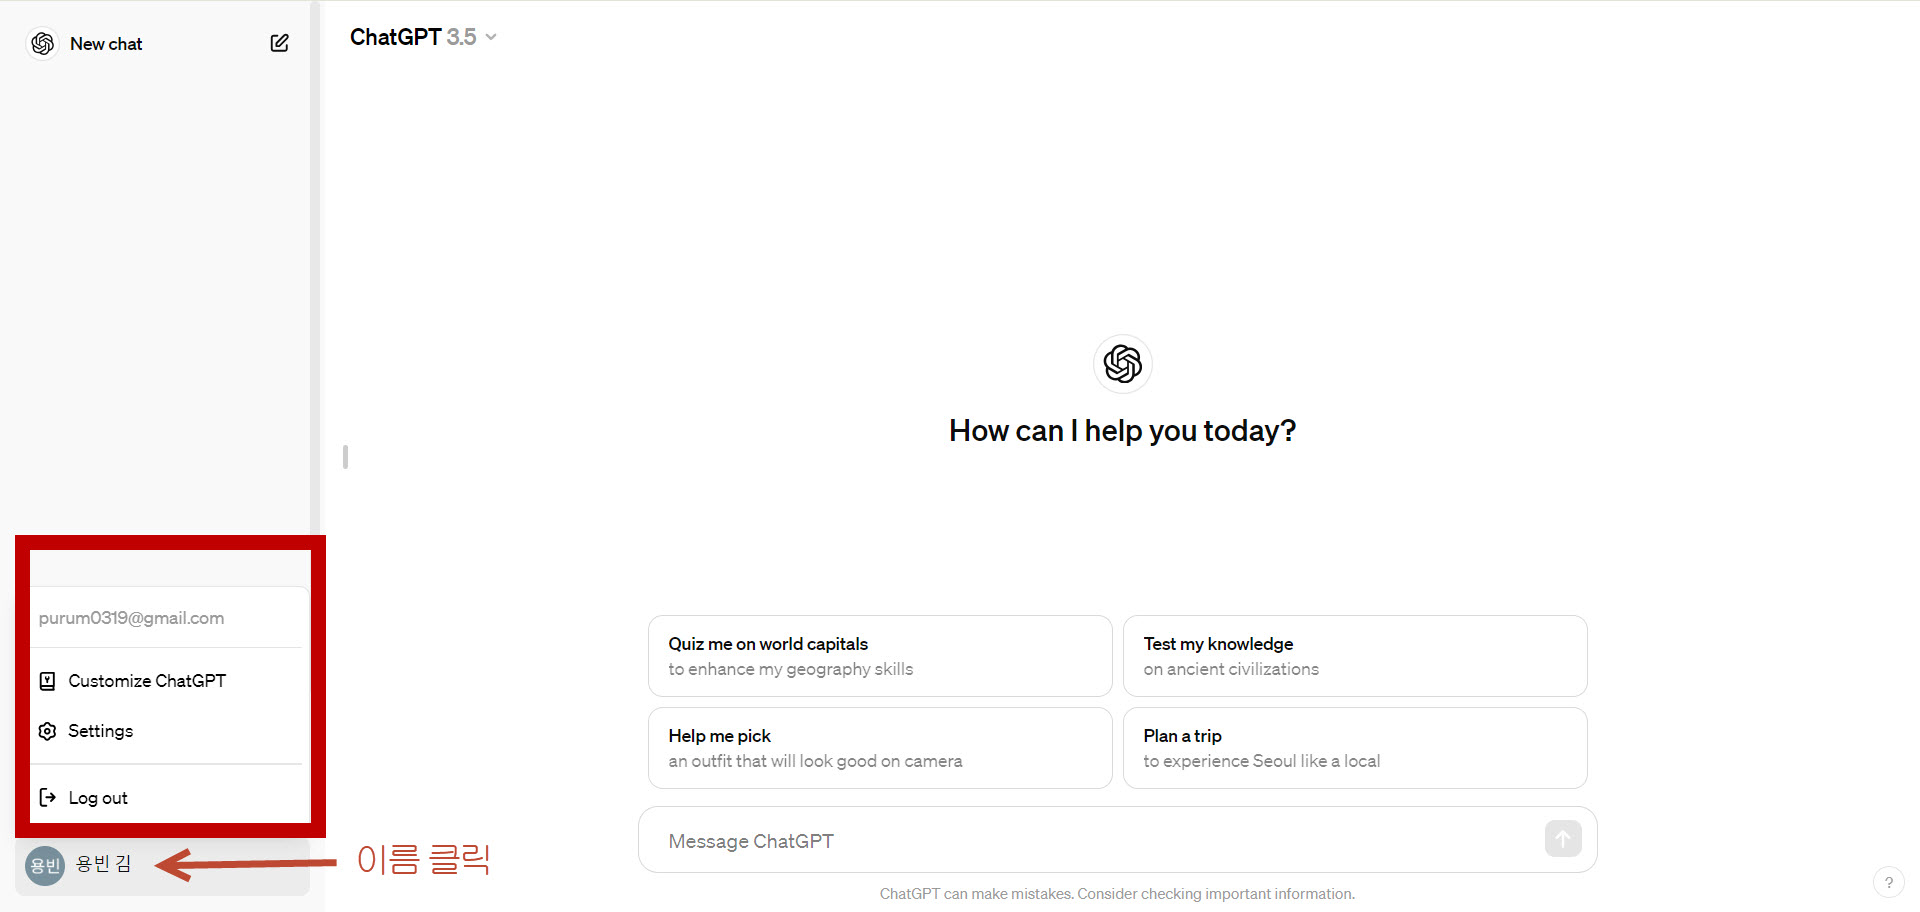 New chat
ChatGPT 3.5
How can I help you today?
purum0319@gmail.com
Customize ChatGPT
Settings
Log out
용빈 용빈 김
이름 클릭
Quiz me on world capitals
to enhance my geography skills
Test my knowledge
on ancient civilizations
Help me pick
an outfit that will look good on camera
Plan a trip
to experience Seoul like a local
Message ChatGPT
ChatGPT can make mistakes. Consider checking important information.
?